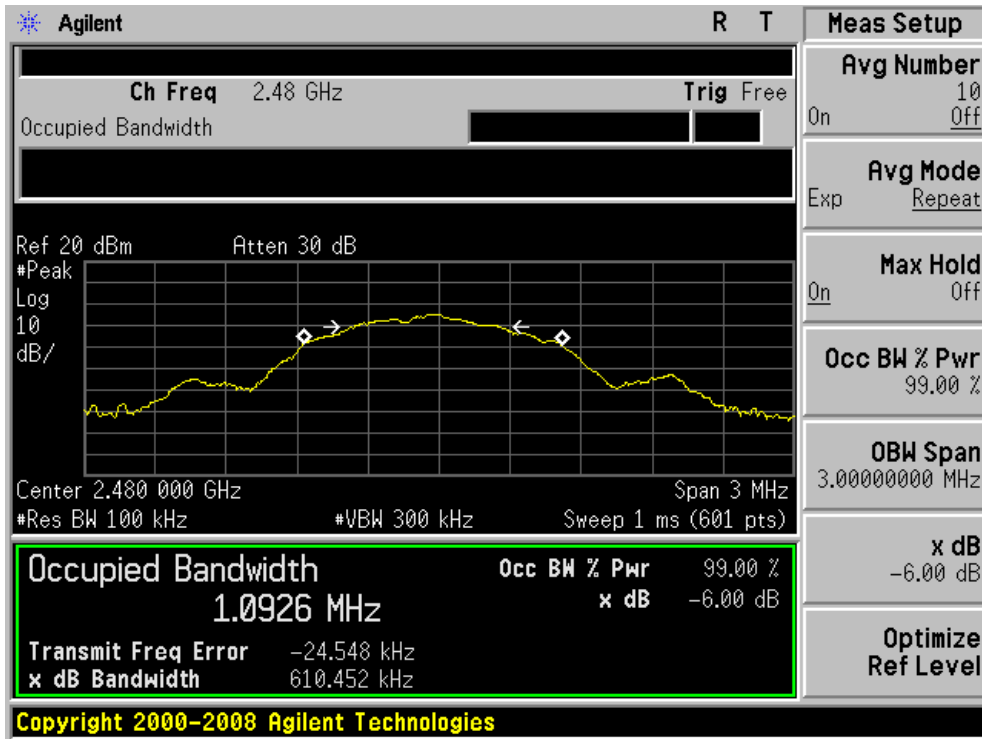 Agilent R T
Ch Freq 2.48 GHz Trig Free
Occupied Bandwidth
Ref 20 dBm Atten 30 dB
#Peak
Log
10
dB/
Center 2.480 000 GHz Span 3 MHz
#Res BW 100 kHz #VBW 300 kHz Sweep 1 ms (601 pts)
Occupied Bandwidth Occ BW % Pwr 99.00 %
1.0926 MHz x dB -6.00 dB
Transmit Freq Error -24.548 kHz
x dB Bandwidth 610.452 kHz
Copyright 2000-2008 Agilent Technologies
Meas Setup
Avg Number
10
On Off
Avg Mode
Exp Repeat
Max Hold
On Off
Occ BW % Pwr
99.00 %
OBW Span
3.00000000 MHz
x dB
-6.00 dB
Optimize
Ref Level